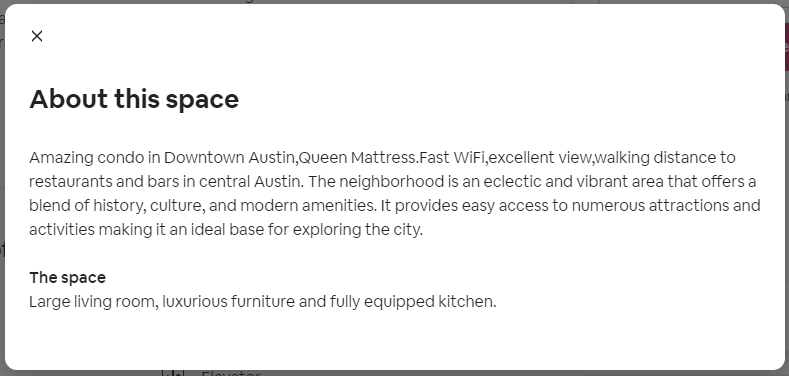 About this space
Amazing condo in Downtown Austin,Queen Mattress.Fast WiFi,excellent view,walking distance to
restaurants and bars in central Austin. The neighborhood is an eclectic and vibrant area that offers a
blend of history, culture, and modern amenities. It provides easy access to numerous attractions and
activities making it an ideal base for exploring the city.
The space
Large living room, luxurious furniture and fully equipped kitchen.
Elevator